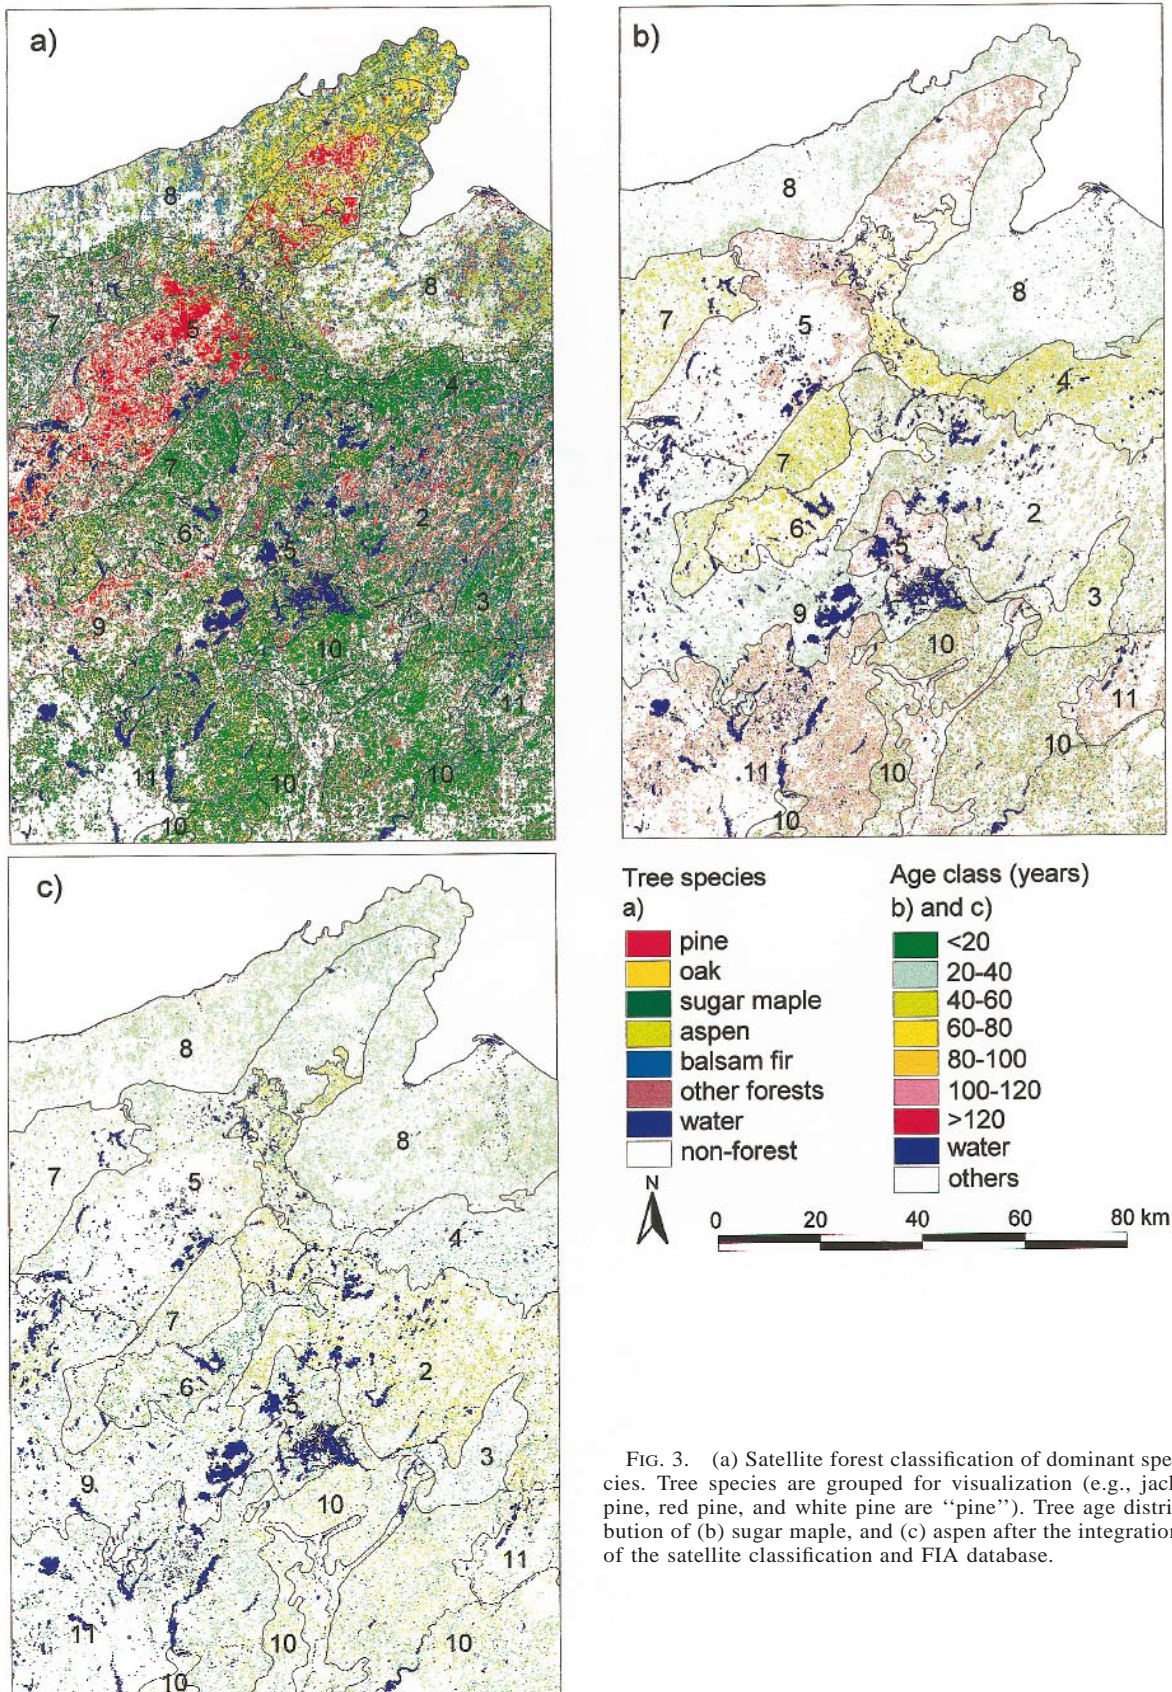 a)
8
8
7
5
4
7
2
6
5
3
9
10
11
11
10
10
10
b)
8
8
7
5
4
7
2
6
5
3
9
10
11
10
11
10
10
c)
8
8
7
5
4
7
2
6
5
3
9
10
11
11
10
10
10
Tree species
a)
pine
oak
sugar maple
aspen
balsam fir
other forests
water
non-forest
Age class (years)
b) and c)
<20
20-40
40-60
60-80
80-100
100-120
>120
water
others
N
0 20 40 60 80 km
FIG. 3. (a) Satellite forest classification of dominant spe-
cies. Tree species are grouped for visualization (e.g., jack
pine, red pine, and white pine are ‘‘pine’’). Tree age distri-
bution of (b) sugar maple, and (c) aspen after the integration
of the satellite classification and FIA database.